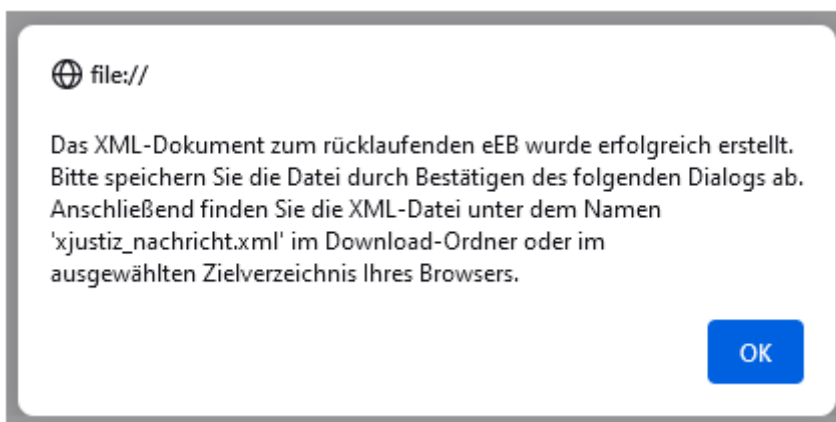 file://
Das XML-Dokument zum rücklaufenden eEB wurde erfolgreich erstellt.
Bitte speichern Sie die Datei durch Bestätigen des folgenden Dialogs ab.
Anschließend finden Sie die XML-Datei unter dem Namen
'xjustiz_nachricht.xml' im Download-Ordner oder im
ausgewählten Zielverzeichnis Ihres Browsers.
OK